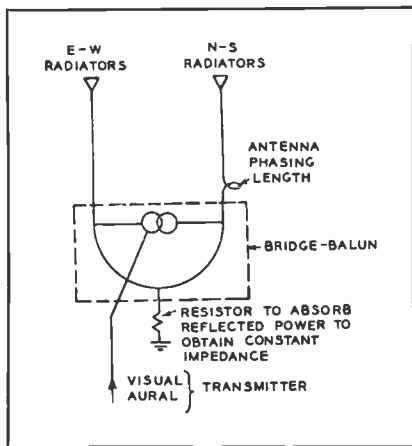 E-W
RADIATORS
N-S
RADIATORS
ANTENNA
PHASING
LENGTH
BRIDGE-BALUN
RESISTOR TO ABSORB
REFLECTED POWER TO
OBTAIN CONSTANT
IMPEDANCE
VISUAL
AURAL
TRANSMITTER